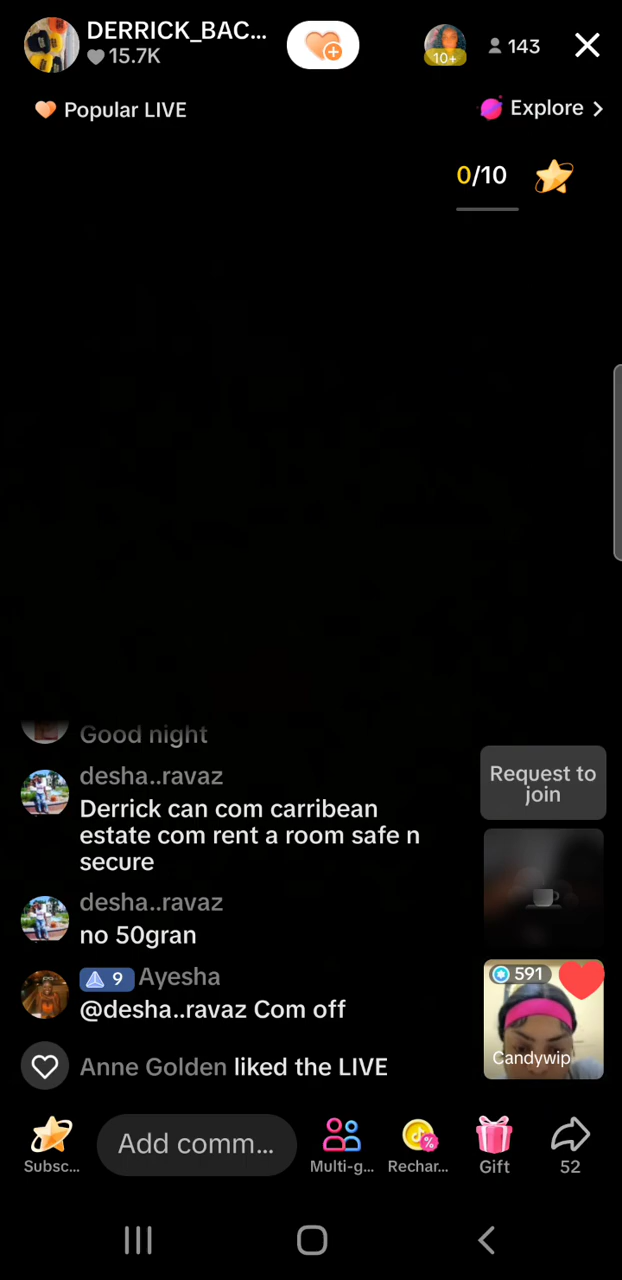 DERRICK_BAC...
15.7K
10+
143
Popular LIVE
Explore
0/10
Good night
desha..ravaz
Derrick can com carribean
estate com rent a room safe n
secure
desha..ravaz
no 50gran
9 Ayesha
@desha..ravaz Com off
Anne Golden liked the LIVE
Request to
join
591
Candywip
Subsc...
Add comm...
Multi-g...
Rechar...
Gift
52